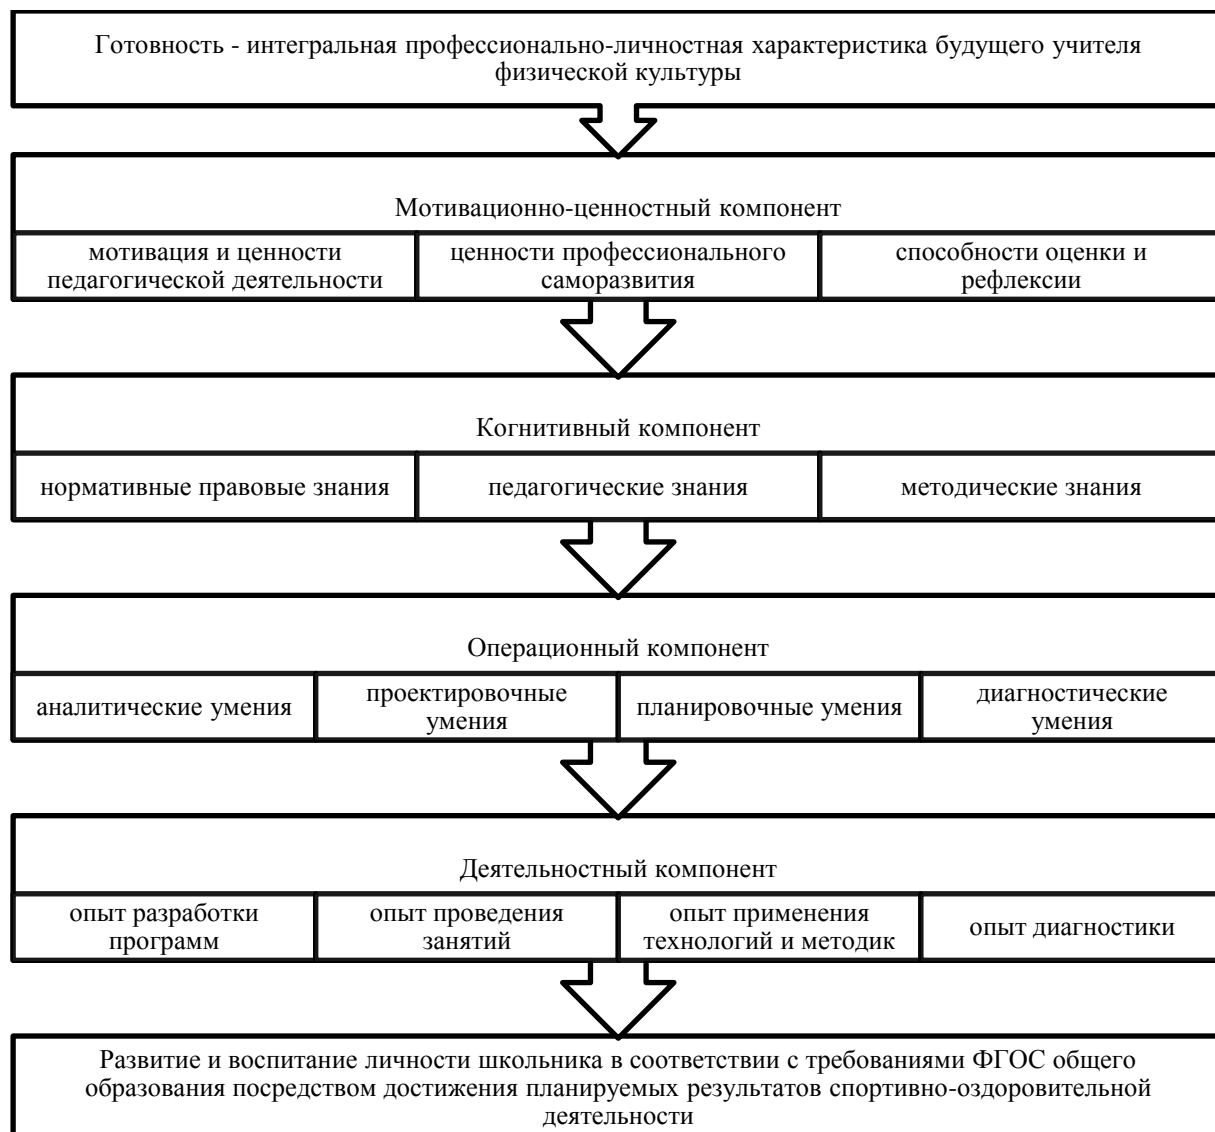 Готовность - интегральная профессионально-личностная характеристика будущего учителя
физической культуры
Мотивационно-ценностный компонент
мотивация и ценности
педагогической деятельности
ценности профессионального
саморазвития
способности оценки и
рефлексии
Когнитивный компонент
нормативные правовые знания
педагогические знания
методические знания
Операционный компонент
аналитические умения
проектировочные
умения
планировочные умения
диагностические
умения
Деятельностный компонент
опыт разработки
программ
опыт проведения
занятий
опыт применения
технологий и методик
опыт диагностики
Развитие и воспитание личности школьника в соответствии с требованиями ФГОС общего
образования посредством достижения планируемых результатов спортивно-оздоровительной
деятельности